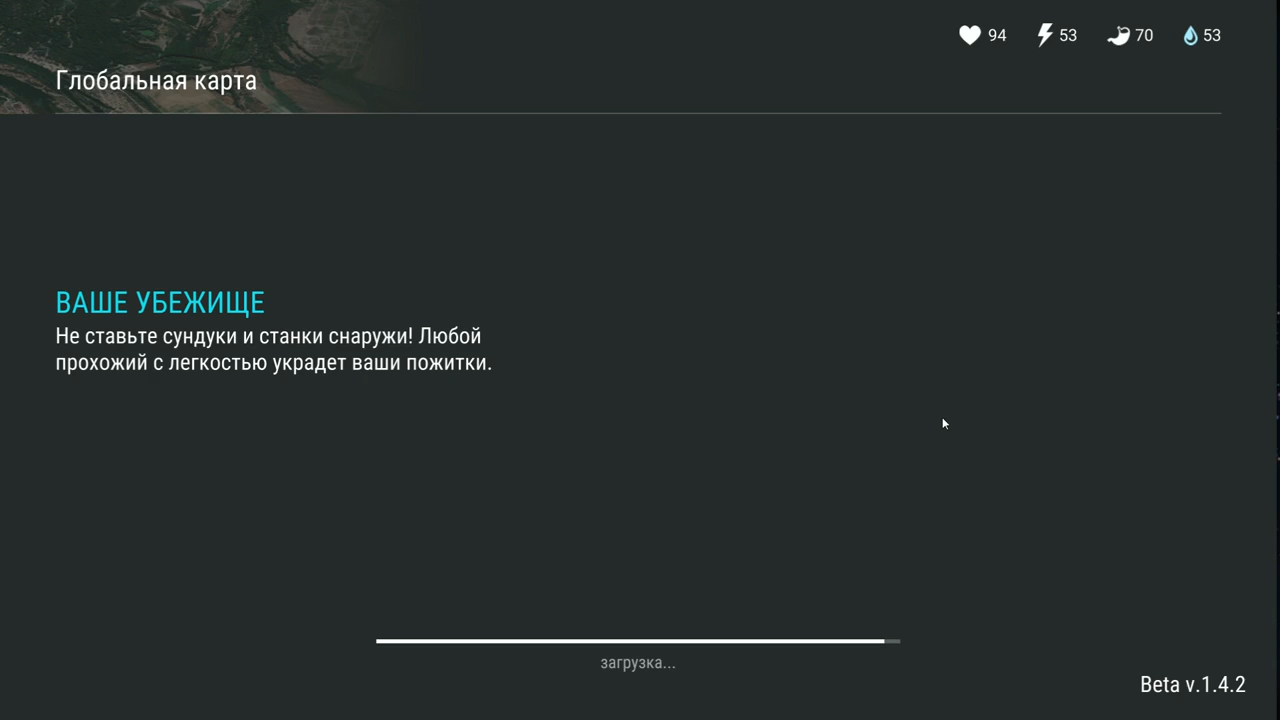 94 53 70 53
Глобальная карта
ВАШЕ УБЕЖИЩЕ
Не ставьте сундуки и станки снаружи! Любой
прохожий с легкостью украдет ваши пожитки.
загрузка...
Beta v.1.4.2